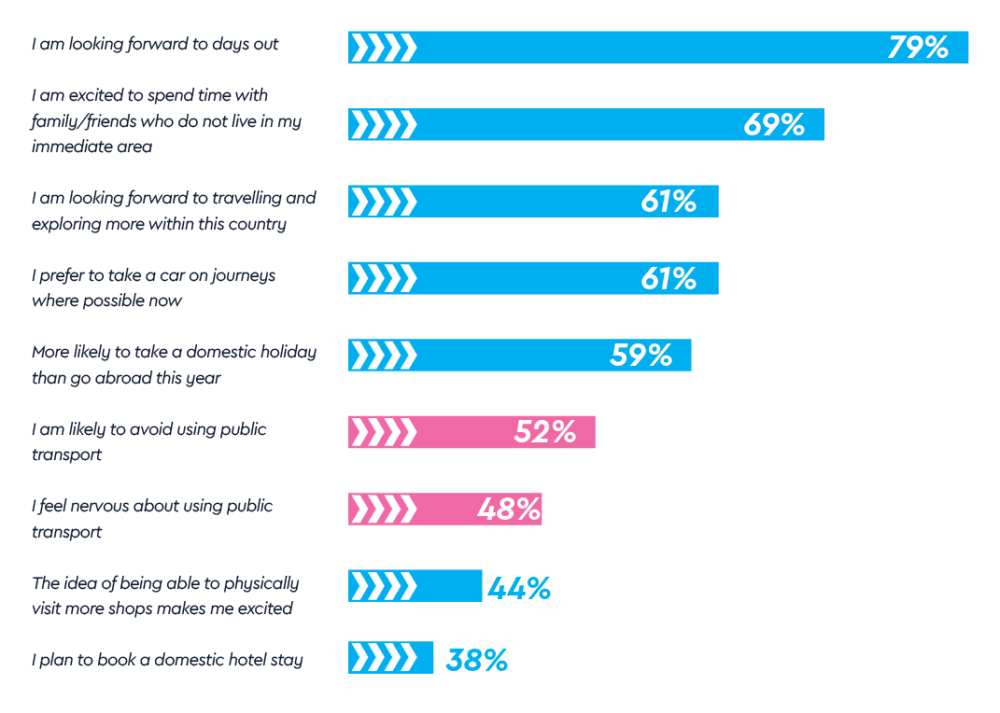 I am looking forward to days out
79%
I am excited to spend time with
family/friends who do not live in my
immediate area
69%
I am looking forward to travelling and
exploring more within this country
61%
I prefer to take a car on journeys
where possible now
61%
More likely to take a domestic holiday
than go abroad this year
59%
I am likely to avoid using public
transport
52%
I feel nervous about using public
transport
48%
The idea of being able to physically
visit more shops makes me excited
44%
I plan to book a domestic hotel stay
38%